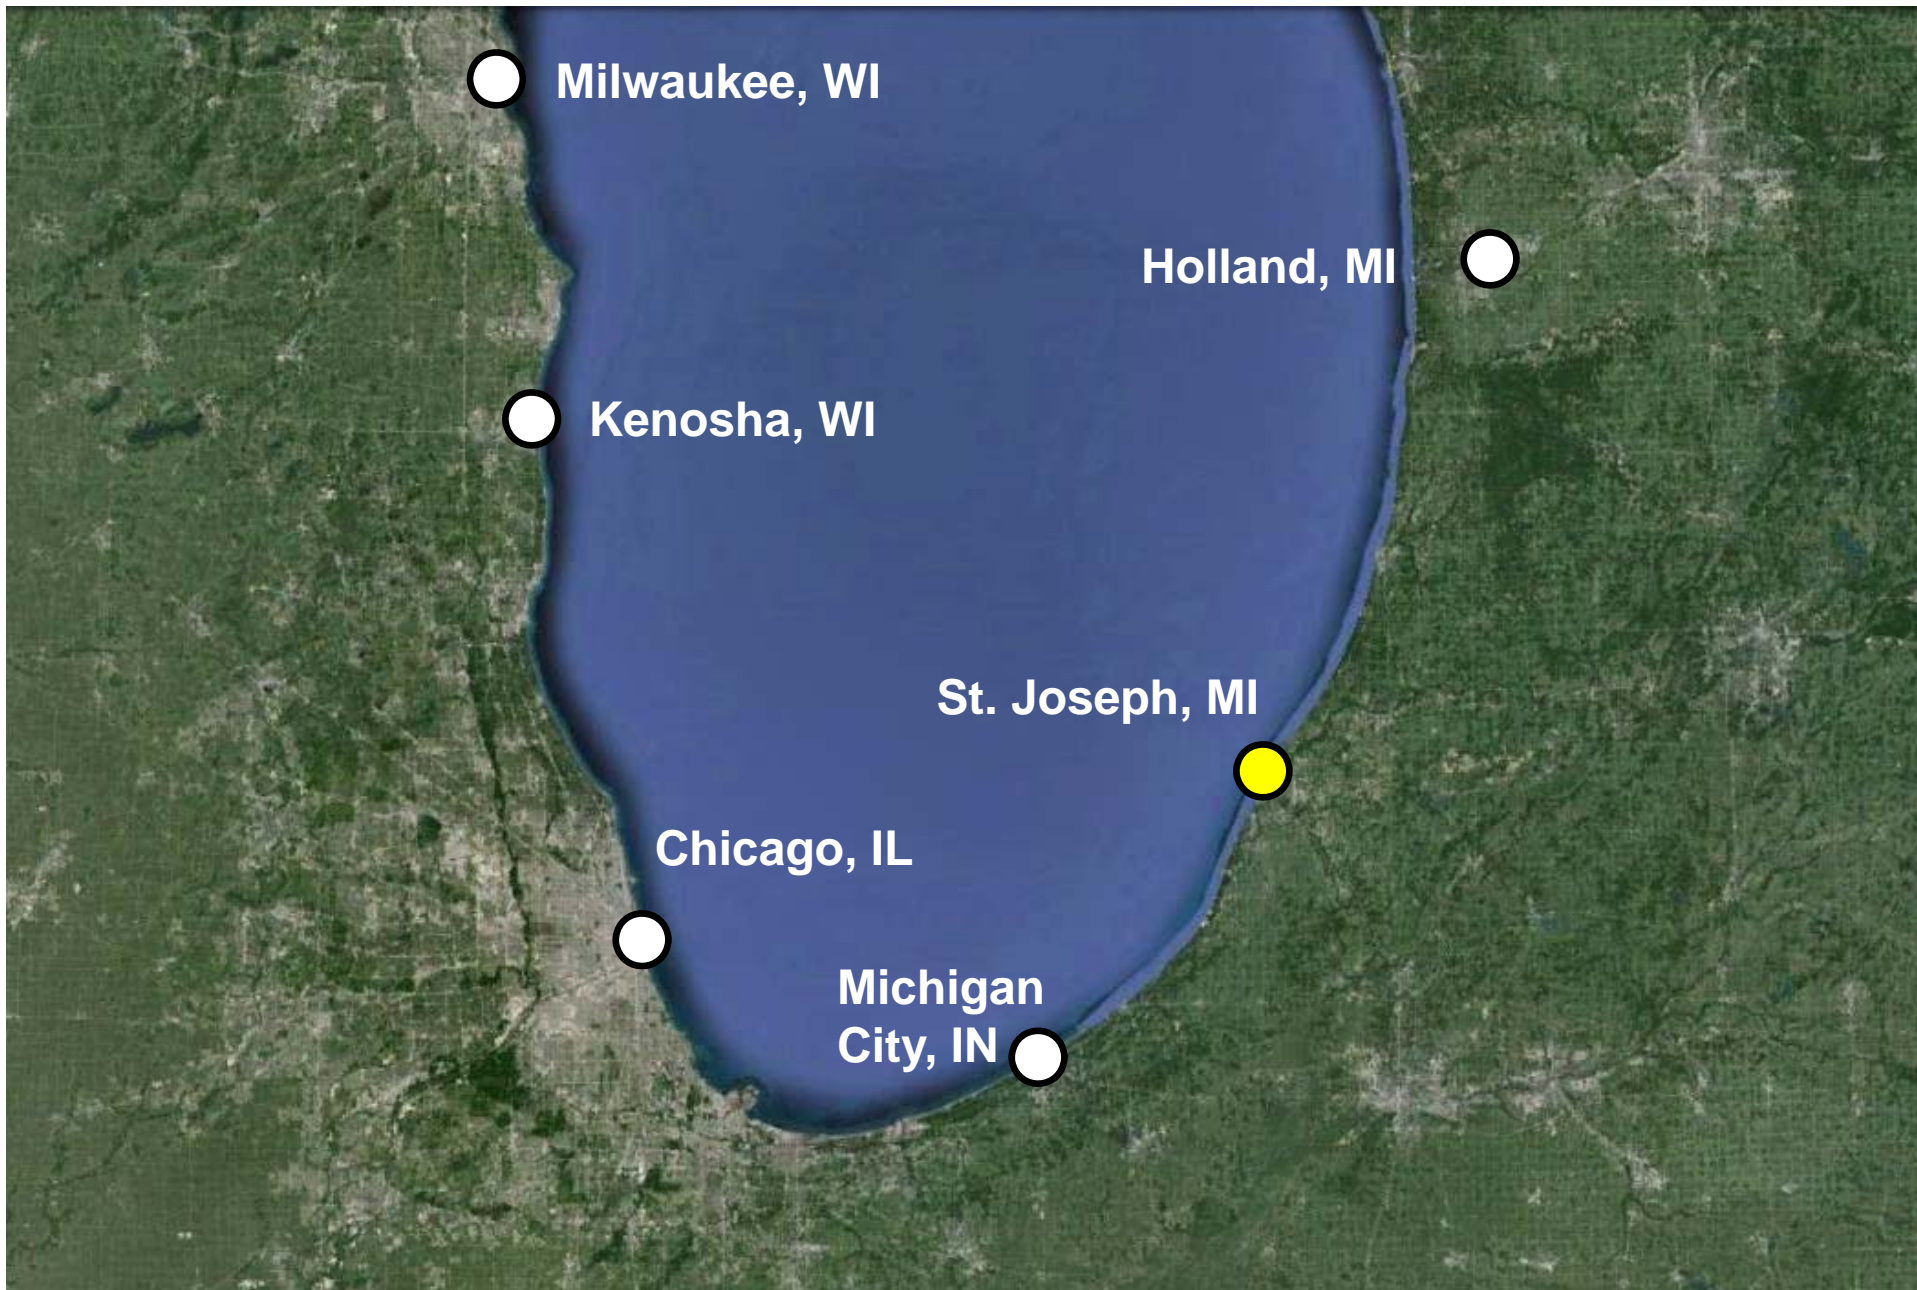 Milwaukee, WI
Holland, MI
Kenosha, WI
St. Joseph, MI
Chicago, IL
Michigan
City, IN